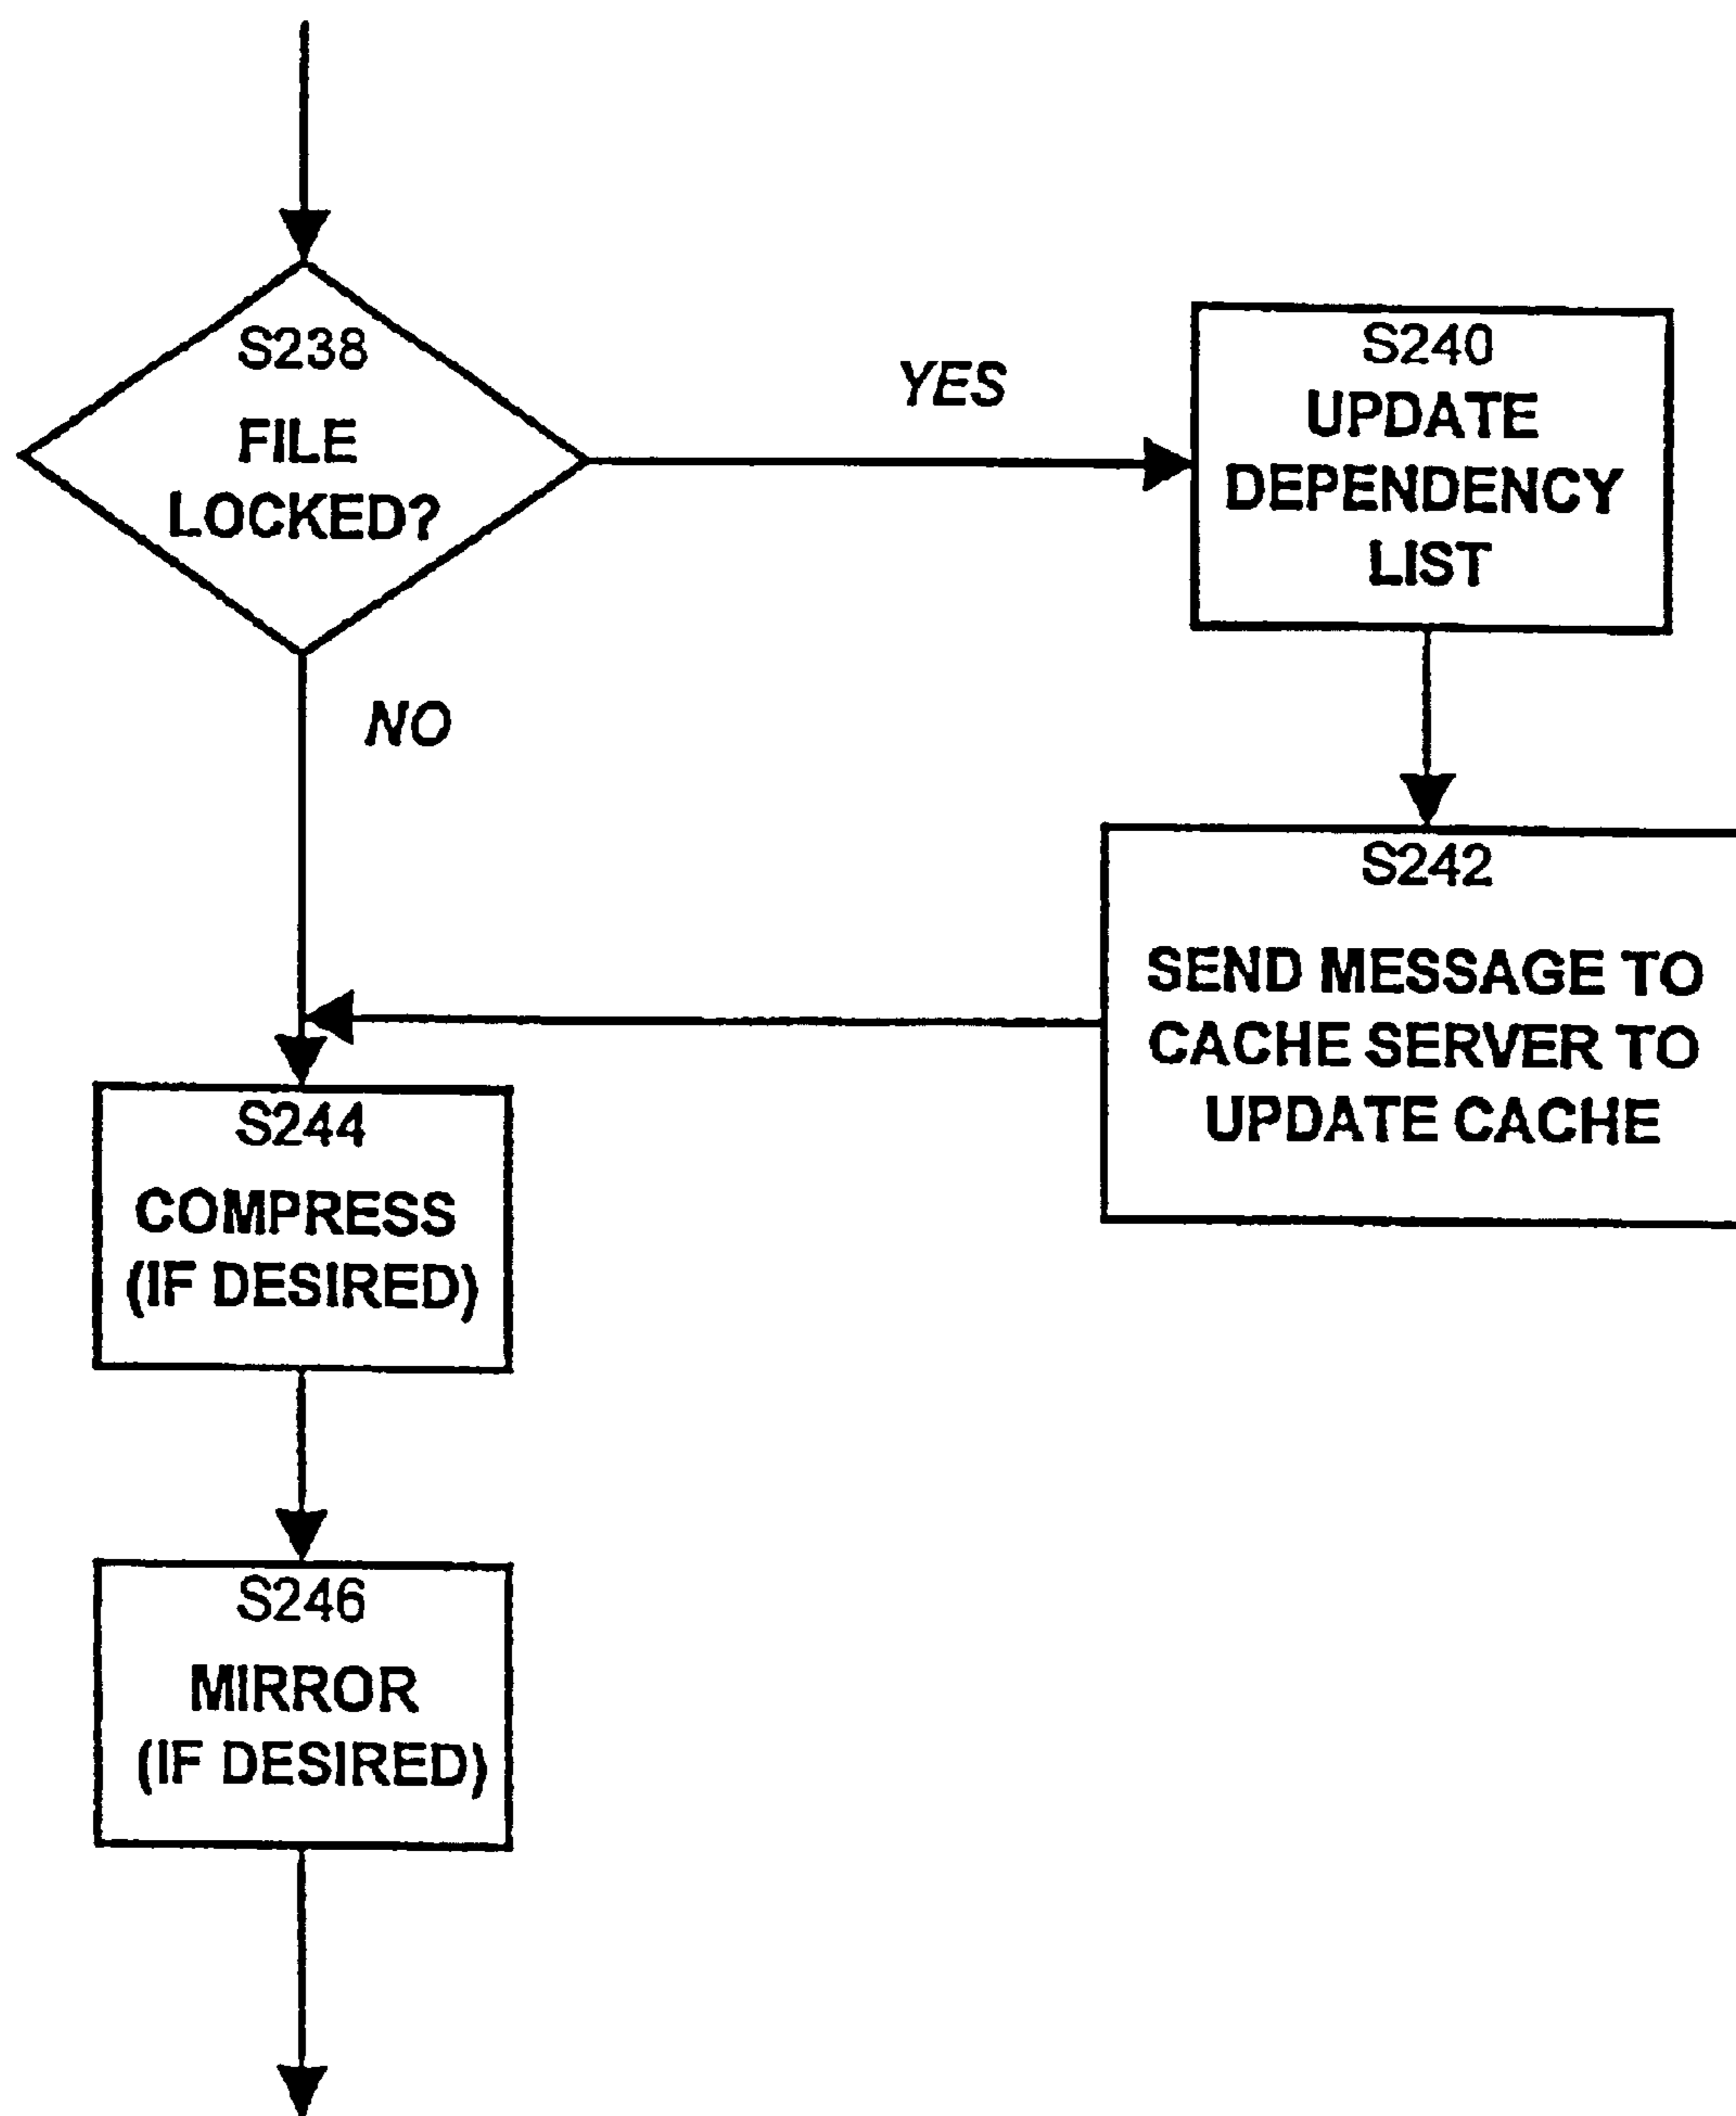 S238
FILE
LOCKED?
YES
NO
S240
UPDATE
DEPENDENCY
LIST
S242
SEND MESSAGE TO
CACHE SERVER TO
UPDATE CACHE
S244
COMPRESS
(IF DESIRED)
S246
MIRROR
(IF DESIRED)